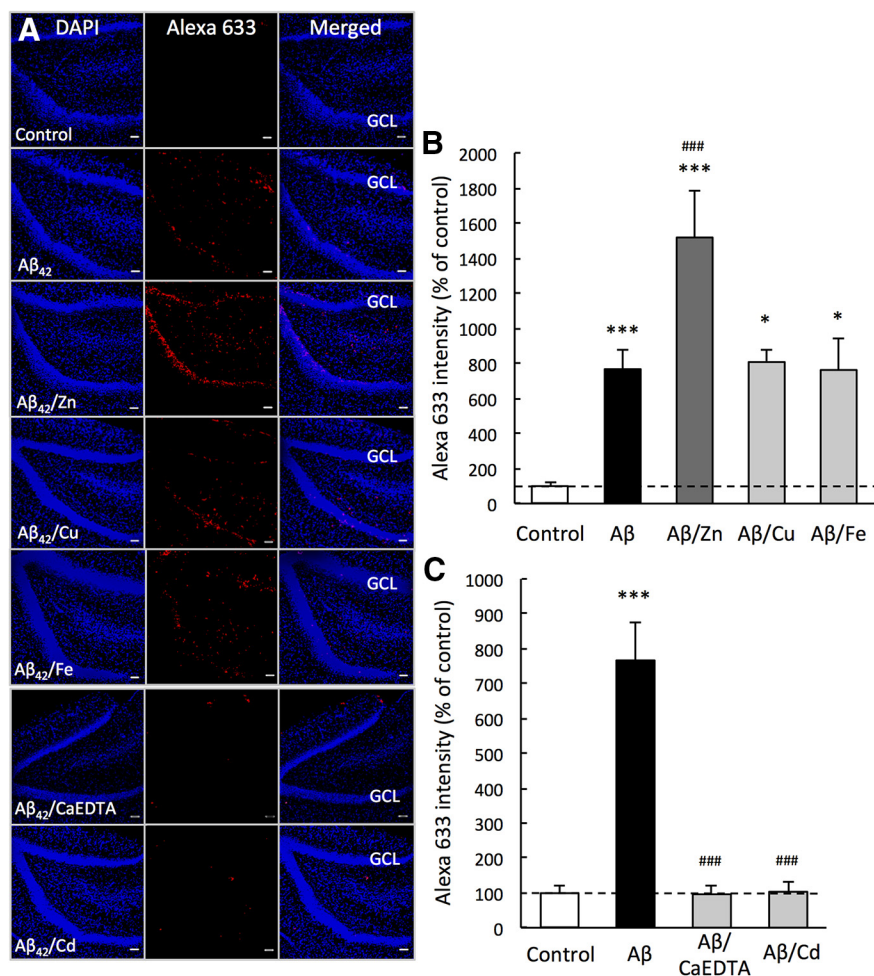 A DAPI Alexa 633 Merged
Control GCL
Aβ₄₂ GCL
Aβ₄₂/Zn GCL
Aβ₄₂/Cu GCL
Aβ₄₂/Fe GCL
Aβ₄₂/CaEDTA GCL
Aβ₄₂/Cd GCL
B
Alexa 633 intensity (% of control)
2000
1800
1600
1400
1200
1000
800
600
400
200
0
***
###
***
*
*
Control Aβ Aβ/Zn Aβ/Cu Aβ/Fe
C
Alexa 633 intensity (% of control)
1000
900
800
700
600
500
400
300
200
100
0
***
###
###
Control Aβ Aβ/CaEDTA Aβ/Cd